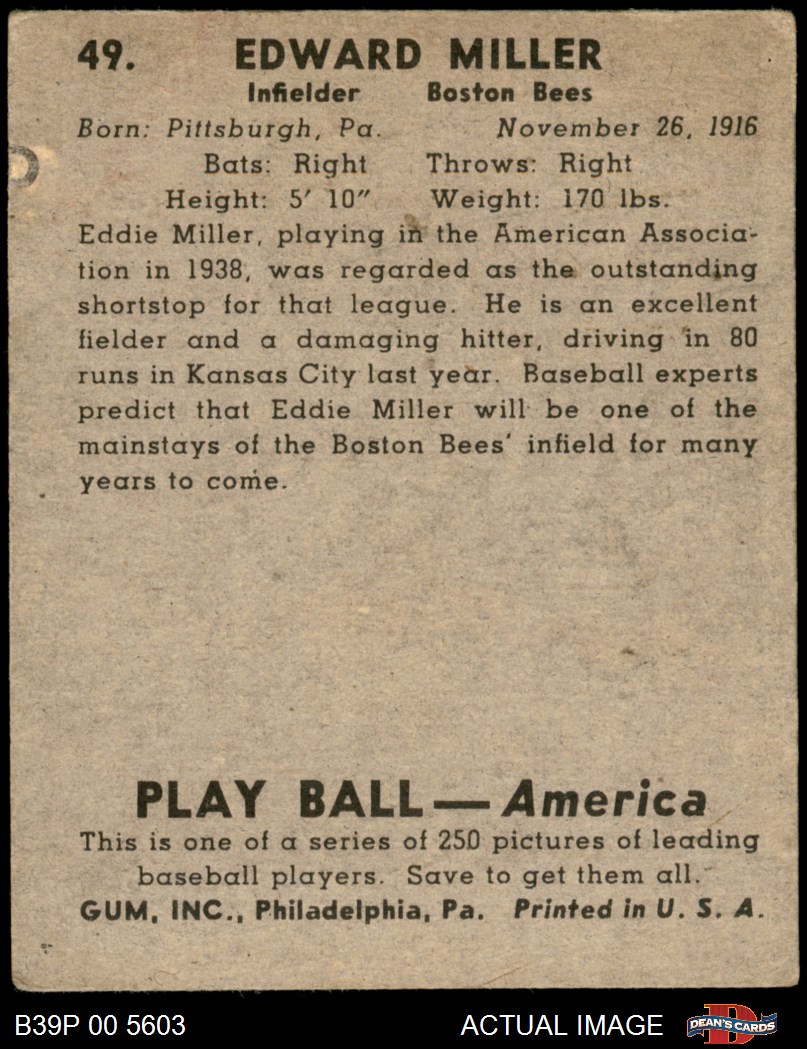 49. EDWARD MILLER
Infielder Boston Bees
Born: Pittsburgh, Pa. November 26, 1916
Bats: Right Throws: Right
Height: 5′ 10″ Weight: 170 lbs.
Eddie Miller, playing in the American Associa-
tion in 1938, was regarded as the outstanding
shortstop for that league. He is an excellent
fielder and a damaging hitter, driving in 80
runs in Kansas City last year. Baseball experts
predict that Eddie Miller will be one of the
mainstays of the Boston Bees' infield for many
years to come.
PLAY BALL — America
This is one of a series of 250 pictures of leading
baseball players. Save to get them all.
GUM, INC., Philadelphia, Pa. Printed in U. S. A.
B39P 00 5603 ACTUAL IMAGE DEAN'S CARDS